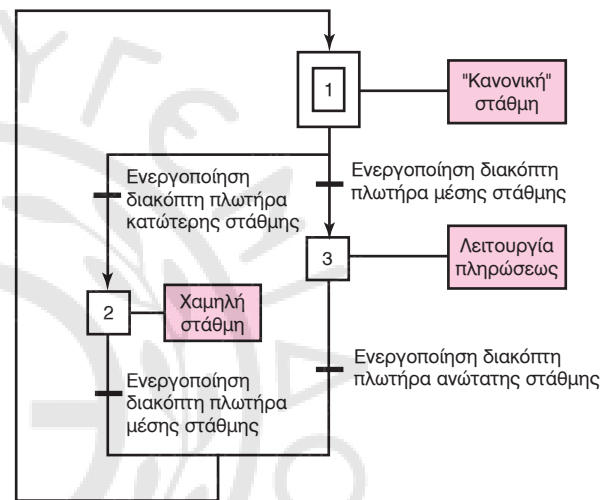 1
"Κανονική"
στάθμη
Ενεργοποίηση
διακόπτη πλωτήρα
κατώτερης στάθμης
Ενεργοποίηση διακόπτη
πλωτήρα μέσης στάθμης
3
Λειτουργία
πληρώσεως
2
Χαμηλή
στάθμη
Ενεργοποίηση διακόπτη
πλωτήρα ανώτατης στάθμης
Ενεργοποίηση
διακόπτη πλωτήρα
μέσης στάθμης